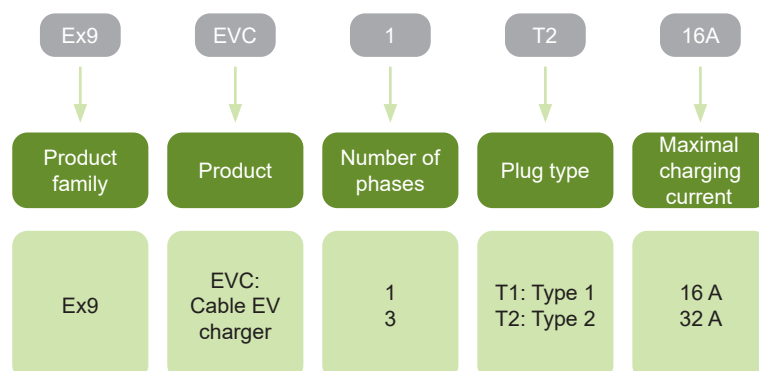 Ex9
EVC
1
T2
16A
Product
family
Product
Number of
phases
Plug type
Maximal
charging
current
Ex9
EVC:
Cable EV
charger
1
3
T1: Type 1
T2: Type 2
16 A
32 A